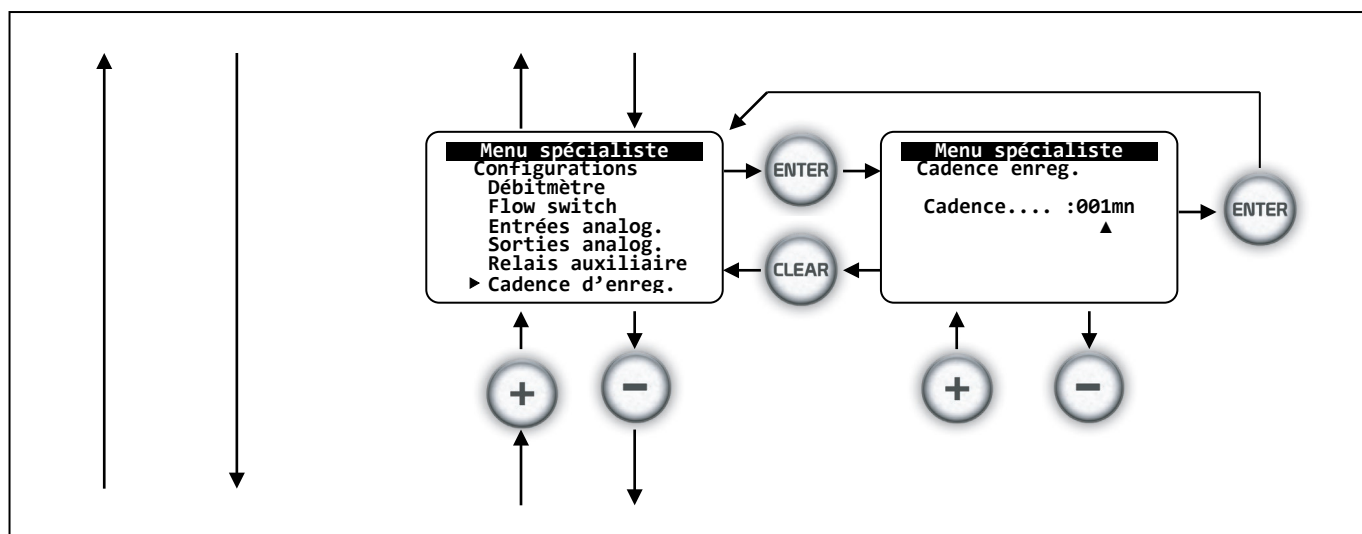 Menu spécialiste
Configurations
Débitmètre
Flow switch
Entrées analog.
Sorties analog.
Relais auxiliaire
▶ Cadence d'enreg.
ENTER
CLEAR
Menu spécialiste
Cadence enreg.
Cadence.... :001mn
▲
ENTER
+
−
+
−